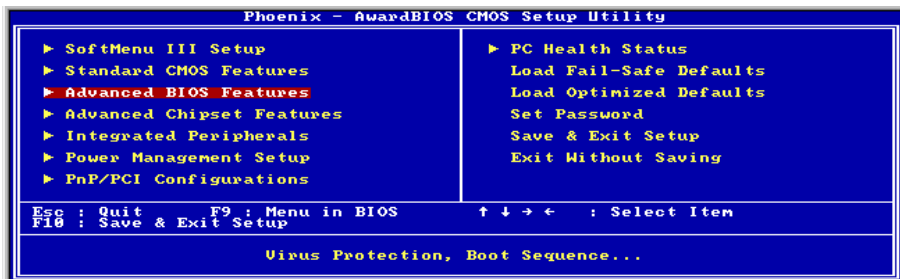 Phoenix - AwardBIOS CMOS Setup Utility
► SoftMenu III Setup
► Standard CMOS Features
► Advanced BIOS Features
► Advanced Chipset Features
► Integrated Peripherals
► Power Management Setup
► PnP/PCI Configurations
► PC Health Status
Load Fail-Safe Defaults
Load Optimized Defaults
Set Password
Save & Exit Setup
Exit Without Saving
Esc : Quit F9 : Menu in BIOS ↑ ↓ → ← : Select Item
F10 : Save & Exit Setup
Virus Protection, Boot Sequence...